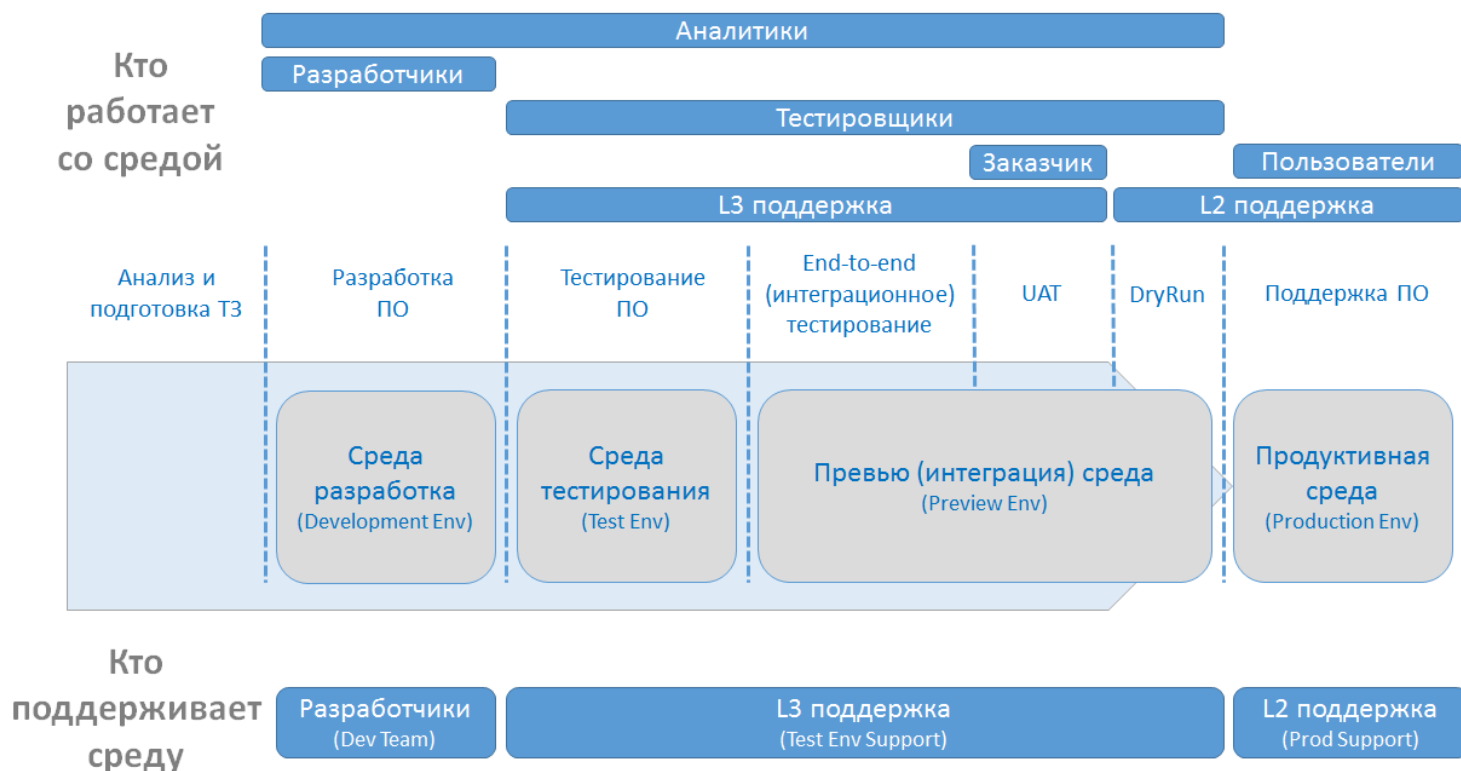 Аналитики
Кто
работает
со средой
Разработчики
Тестировщики
Заказчик
Пользователи
L3 поддержка
L2 поддержка
Анализ и
подготовка ТЗ
Разработка
ПО
Тестирование
ПО
End-to-end
(интеграционное)
тестирование
UAT
DryRun
Поддержка ПО
Среда
разработка
(Development Env)
Среда
тестирования
(Test Env)
Превью (интеграция) среда
(Preview Env)
Продуктивная
среда
(Production Env)
Кто
поддерживает
среду
Разработчики
(Dev Team)
L3 поддержка
(Test Env Support)
L2 поддержка
(Prod Support)